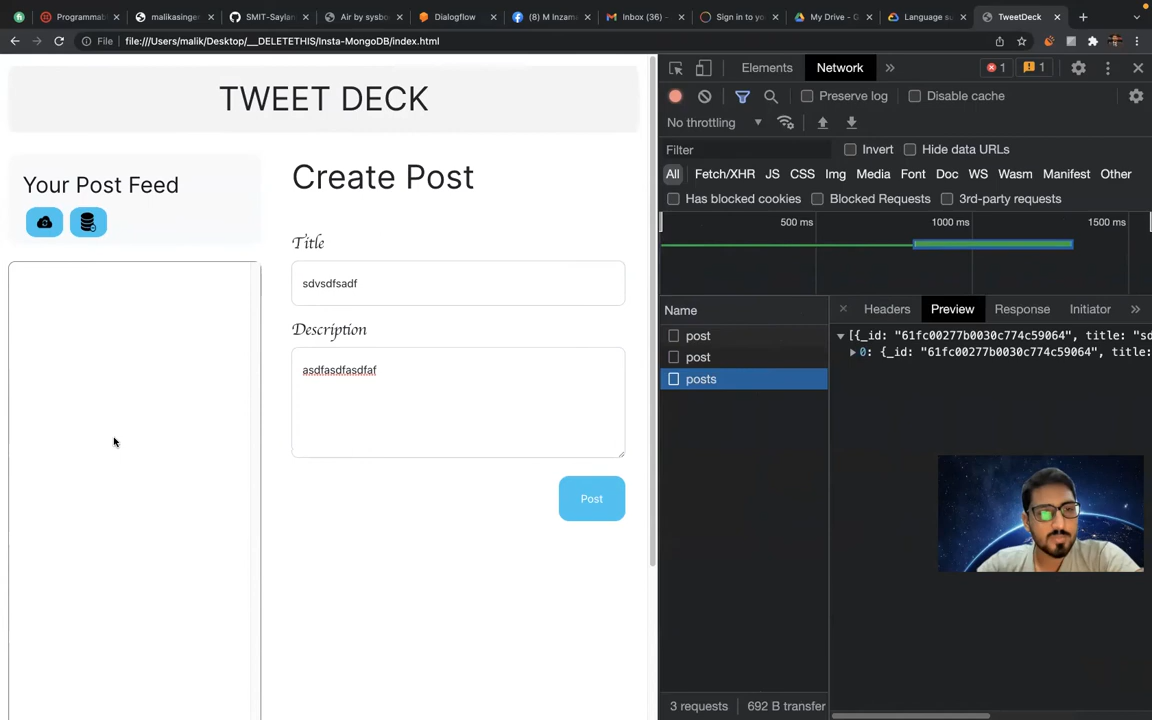 Programmabl
malikasinger
GitHub
SMIT-Saylan
Air by sysbo
Dialogflow
(8) M Inzama
Inbox (36) -
Sign in to yo
My Drive - G
Language su
TweetDeck
File
file:///Users/malik/Desktop/__DELETETHIS/Insta-MongoDB/index.html
TWEET DECK
Your Post Feed
Create Post
Title
sdvsdfsadf
Description
asdfasdfasdfaf
Post
Elements
Network
1
1
Preserve log
Disable cache
No throttling
Filter
Invert
Hide data URLs
All
Fetch/XHR
JS
CSS
Img
Media
Font
Doc
WS
Wasm
Manifest
Other
Has blocked cookies
Blocked Requests
3rd-party requests
500 ms
1000 ms
1500 ms
Name
Headers
Preview
Response
Initiator
post
post
posts
[{_id: "61fc00277b0030c774c59064", title: "sd
0: {_id: "61fc00277b0030c774c59064", title:
3 requests
692 B transfer